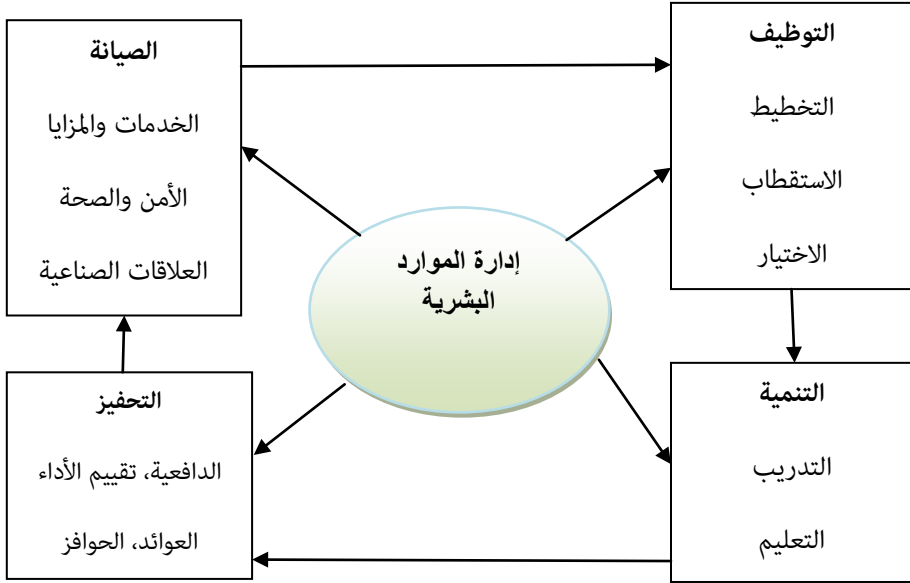 التوظيف
التخطيط
الاستقطاب
الاختيار
الصيانة
الخدمات والمزايا
الأمن والصحة
العلاقات الصناعية
إدارة الموارد
البشرية
التنمية
التدريب
التعليم
التحفيز
الدافعية، تقييم الأداء
العوائد، الحوافز